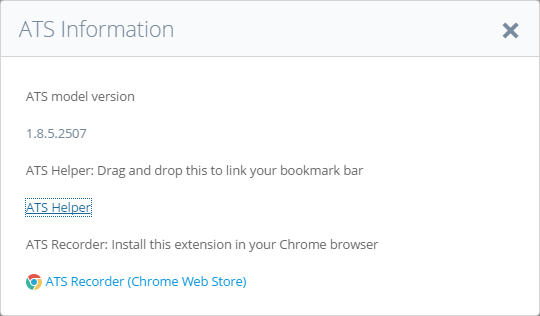 ATS Information
ATS model version
1.8.5.2507
ATS Helper: Drag and drop this to link your bookmark bar
ATS Helper
ATS Recorder: Install this extension in your Chrome browser
ATS Recorder (Chrome Web Store)